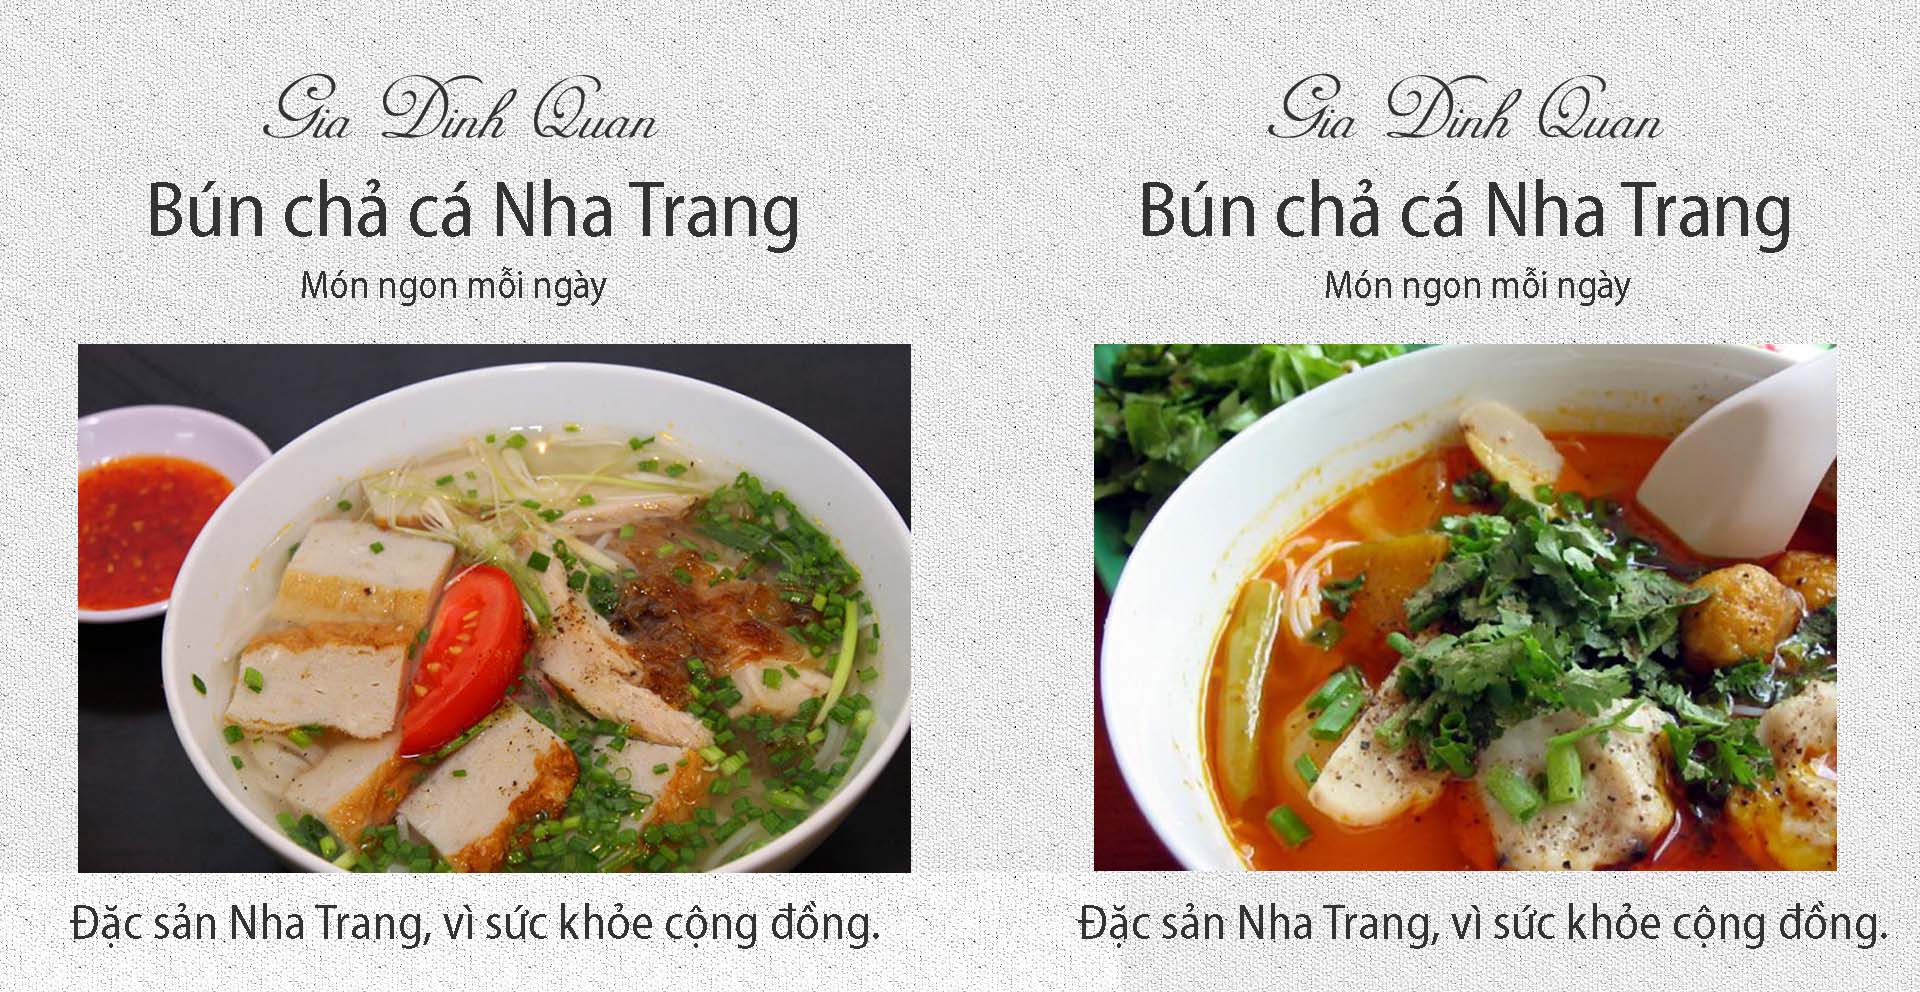 Gia Dinh Quan
Bún chả cá Nha Trang
Món ngon mỗi ngày
Đặc sản Nha Trang, vì sức khỏe cộng đồng.
Gia Dinh Quan
Bún chả cá Nha Trang
Món ngon mỗi ngày
Đặc sản Nha Trang, vì sức khỏe cộng đồng.